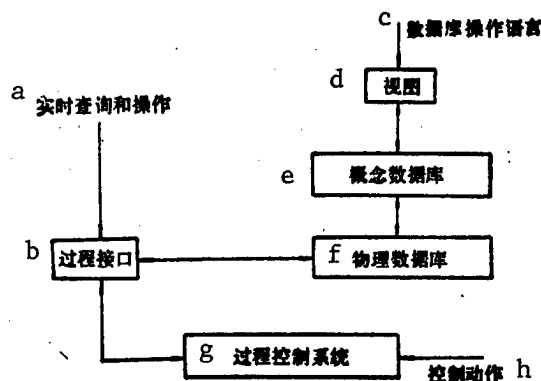 c 数据库操作语言
d 视图
a 实时查询和操作
e 概念数据库
b 过程接口
f 物理数据库
g 过程控制系统
控制动作 h